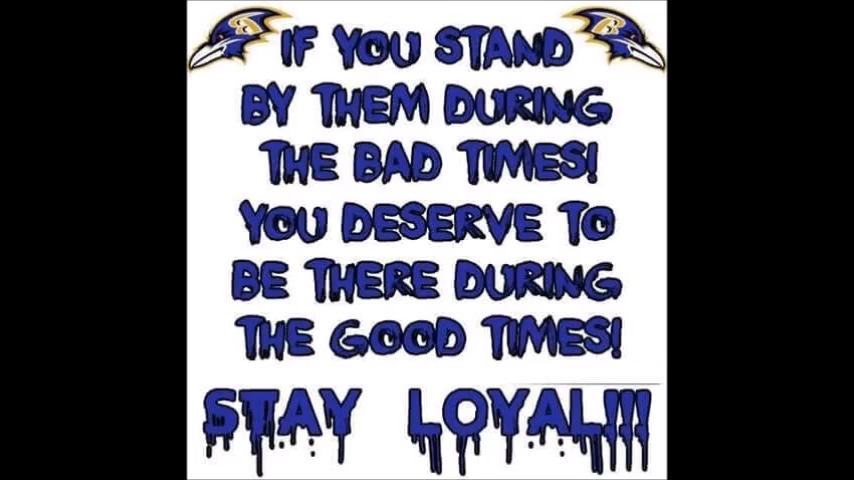 IF YOU STAND
BY THEM DURING
THE BAD TIMES!
YOU DESERVE TO
BE THERE DURING
THE GOOD TIMES!
STAY LOYAL!!!